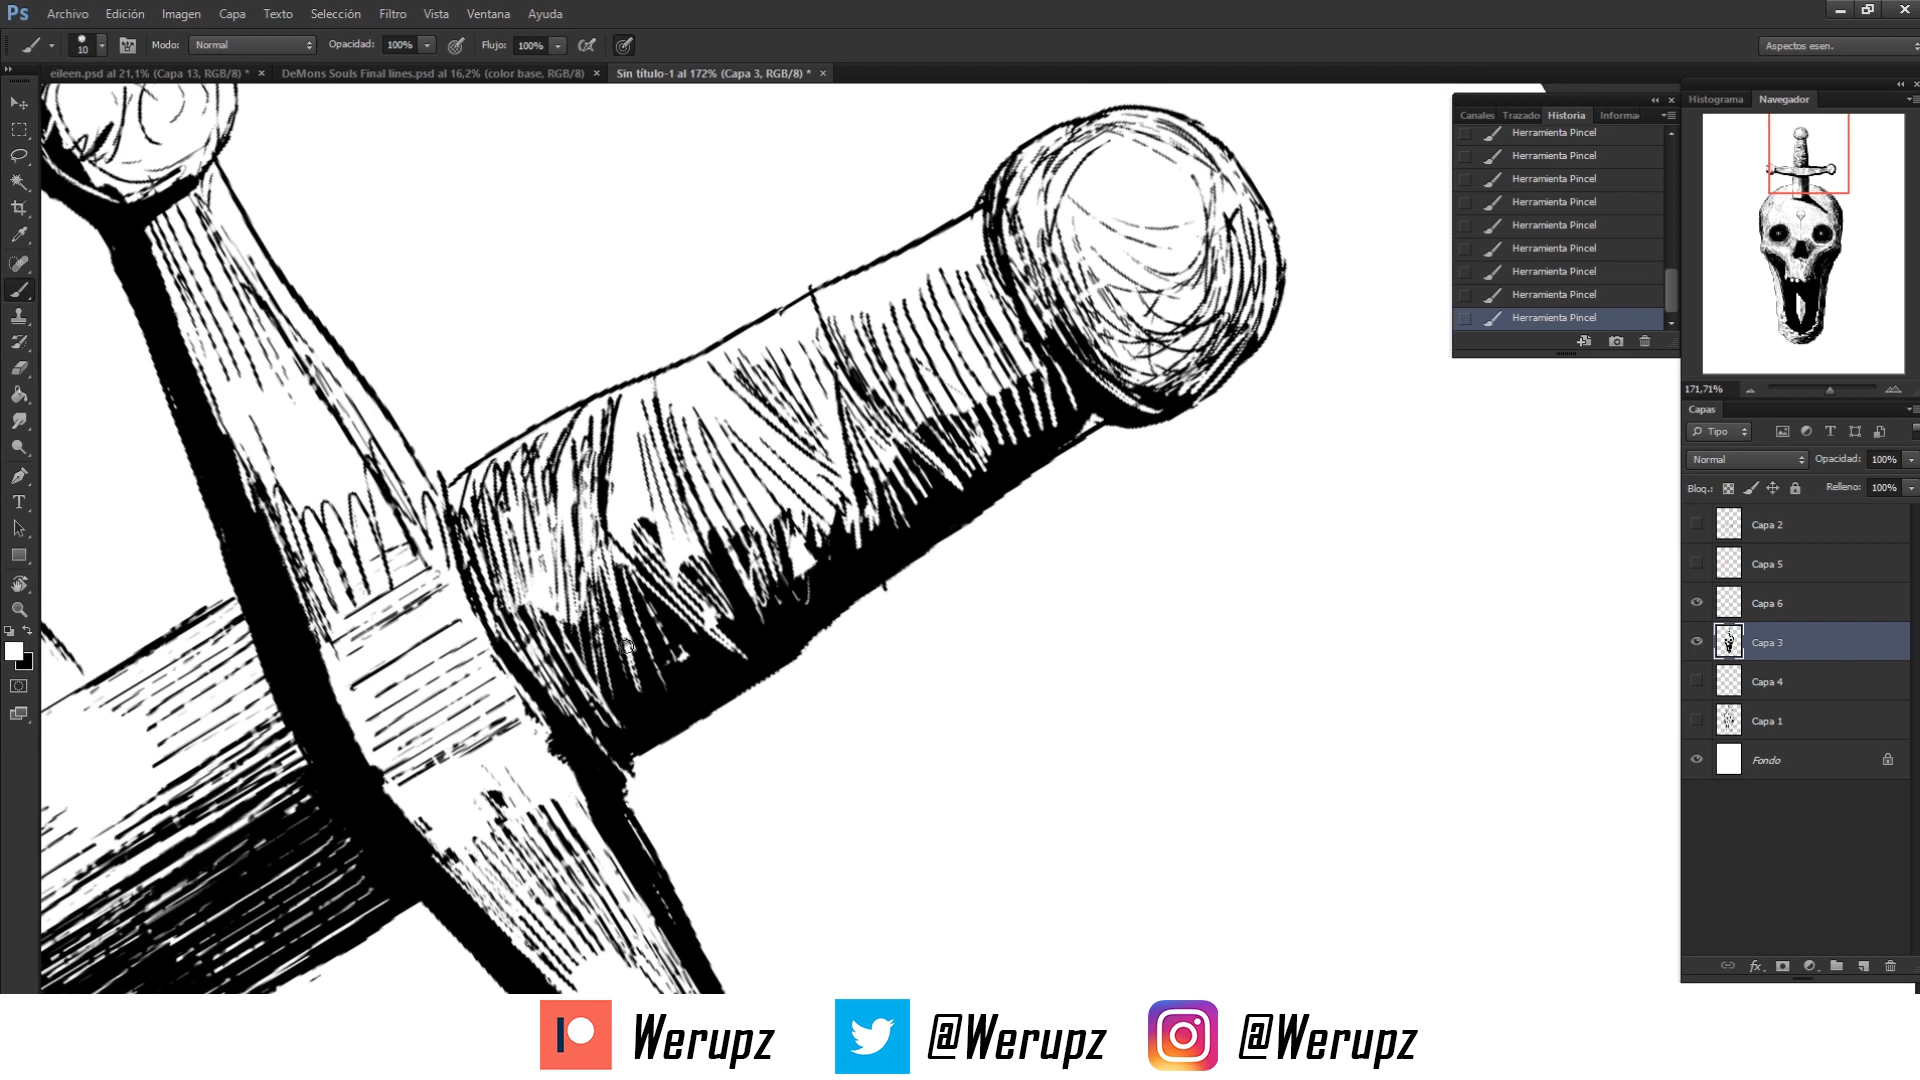 Ps Archivo Edición Imagen Capa Texto Selección Filtro Vista Ventana Ayuda
10 Modo: Normal Opacidad: 100% Flujo: 100% Aspectos esen.
eileen.psd al 21,1% (Capa 13, RGB/8) * × DeMons Souls Final lines.psd al 16,2% (color base, RGB/8) × Sin título-1 al 172% (Capa 3, RGB/8) * ×
Canales Trazado Historia Informa
Herramienta Pincel
Herramienta Pincel
Herramienta Pincel
Herramienta Pincel
Herramienta Pincel
Herramienta Pincel
Herramienta Pincel
Herramienta Pincel
Herramienta Pincel
Histograma Navegador
171,71%
Capas
Tipo
Normal Opacidad: 100%
Bloq.: Relleno: 100%
Capa 2
Capa 5
Capa 6
Capa 3
Capa 4
Capa 1
Fondo
fx
Werupz @Werupz @Werupz